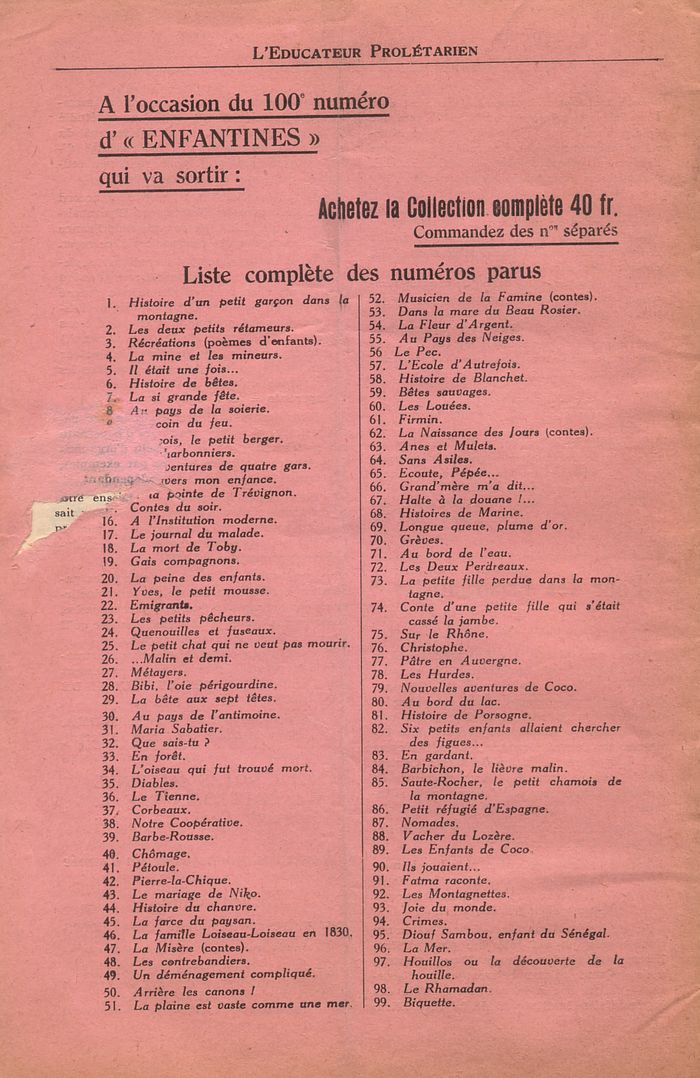 L'Educateur Prolétarien
A l'occasion du 100e numéro
d'« ENFANTINES »
qui va sortir :
Achetez la Collection complète 40 fr.
Commandez des nos séparés
Liste complète des numéros parus
1. Histoire d'un petit garçon dans la
montagne.
2. Les deux petits rétameurs.
3. Récréations (poèmes d'enfants).
4. La mine et les mineurs.
5. Il était une fois...
6. Histoire de bêtes.
7. La si grande fête.
8 Au pays de la soierie.
coin du feu.
le petit berger.
ventures de quatre gars.
vers mon enfance.
la pointe de Trévignon.
sait
Contes du soir.
16. A l'Institution moderne.
17. Le journal du malade.
18. La mort de Toby.
19. Gais compagnons.
20. La peine des enfants.
21. Yves, le petit mousse.
22. Emigrants.
23. Les petits pêcheurs.
24. Quenouilles et fuseaux.
25. Le petit chat qui ne veut pas mourir.
26. ...Malin et demi.
27. Métayers.
28. Bibi, l'oie périgourdine.
29. La bête aux sept têtes.
30. Au pays de l'antimoine.
31. Maria Sabatier.
32. Que sais-tu ?
33. En forêt.
34. L'oiseau qui fut trouvé mort.
35. Diables.
36. Le Tienne.
37. Corbeaux.
38. Notre Coopérative.
39. Barbe-Rousse.
40. Chômage.
41. Pétoule.
42. Pierre-la-Chique.
43. Le mariage de Niko.
44. Histoire du chanvre.
45. La farce du paysan.
46. La famille Loiseau-Loiseau en 1830.
47. La Misère (contes).
48. Les contrebandiers.
49. Un déménagement compliqué.
50. Arrière les canons !
51. La plaine est vaste comme une mer.
52. Musicien de la Famine (contes).
53. Dans la mare du Beau Rosier.
54. La Fleur d'Argent.
55. Au Pays des Neiges.
56 Le Pec.
57. L'Ecole d'Autrefois.
58. Histoire de Blanchet.
59. Bêtes sauvages.
60. Les Louées.
61. Firmin.
62. La Naissance des Jours (contes).
63. Anes et Mulets.
64. Sans Asiles.
65. Ecoute, Pépée...
66. Grand'mère m'a dit...
67. Halte à la douane !...
68. Histoires de Marine.
69. Longue queue, plume d'or.
70. Grèves.
71. Au bord de l'eau.
72. Les Deux Perdreaux.
73. La petite fille perdue dans la mon-
tagne.
74. Conte d'une petite fille qui s'était
cassé la jambe.
75. Sur le Rhône.
76. Christophe.
77. Pâtre en Auvergne.
78. Les Hurdes.
79. Nouvelles aventures de Coco.
80. Au bord du lac.
81. Histoire de Porsogne.
82. Six petits enfants allaient chercher
des figues...
83. En gardant.
84. Barbichon, le lièvre malin.
85. Saute-Rocher, le petit chamois de
la montagne.
86. Petit réfugié d'Espagne.
87. Nomades.
88. Vacher du Lozère.
89. Les Enfants de Coco
90. Ils jouaient...
91. Fatma raconte.
92. Les Montagnettes.
93. Joie du monde.
94. Crimes.
95. Diouf Sambou, enfant du Sénégal.
96. La Mer.
97. Houillos ou la découverte de la
houille.
98. Le Rhamadan.
99. Biquette.